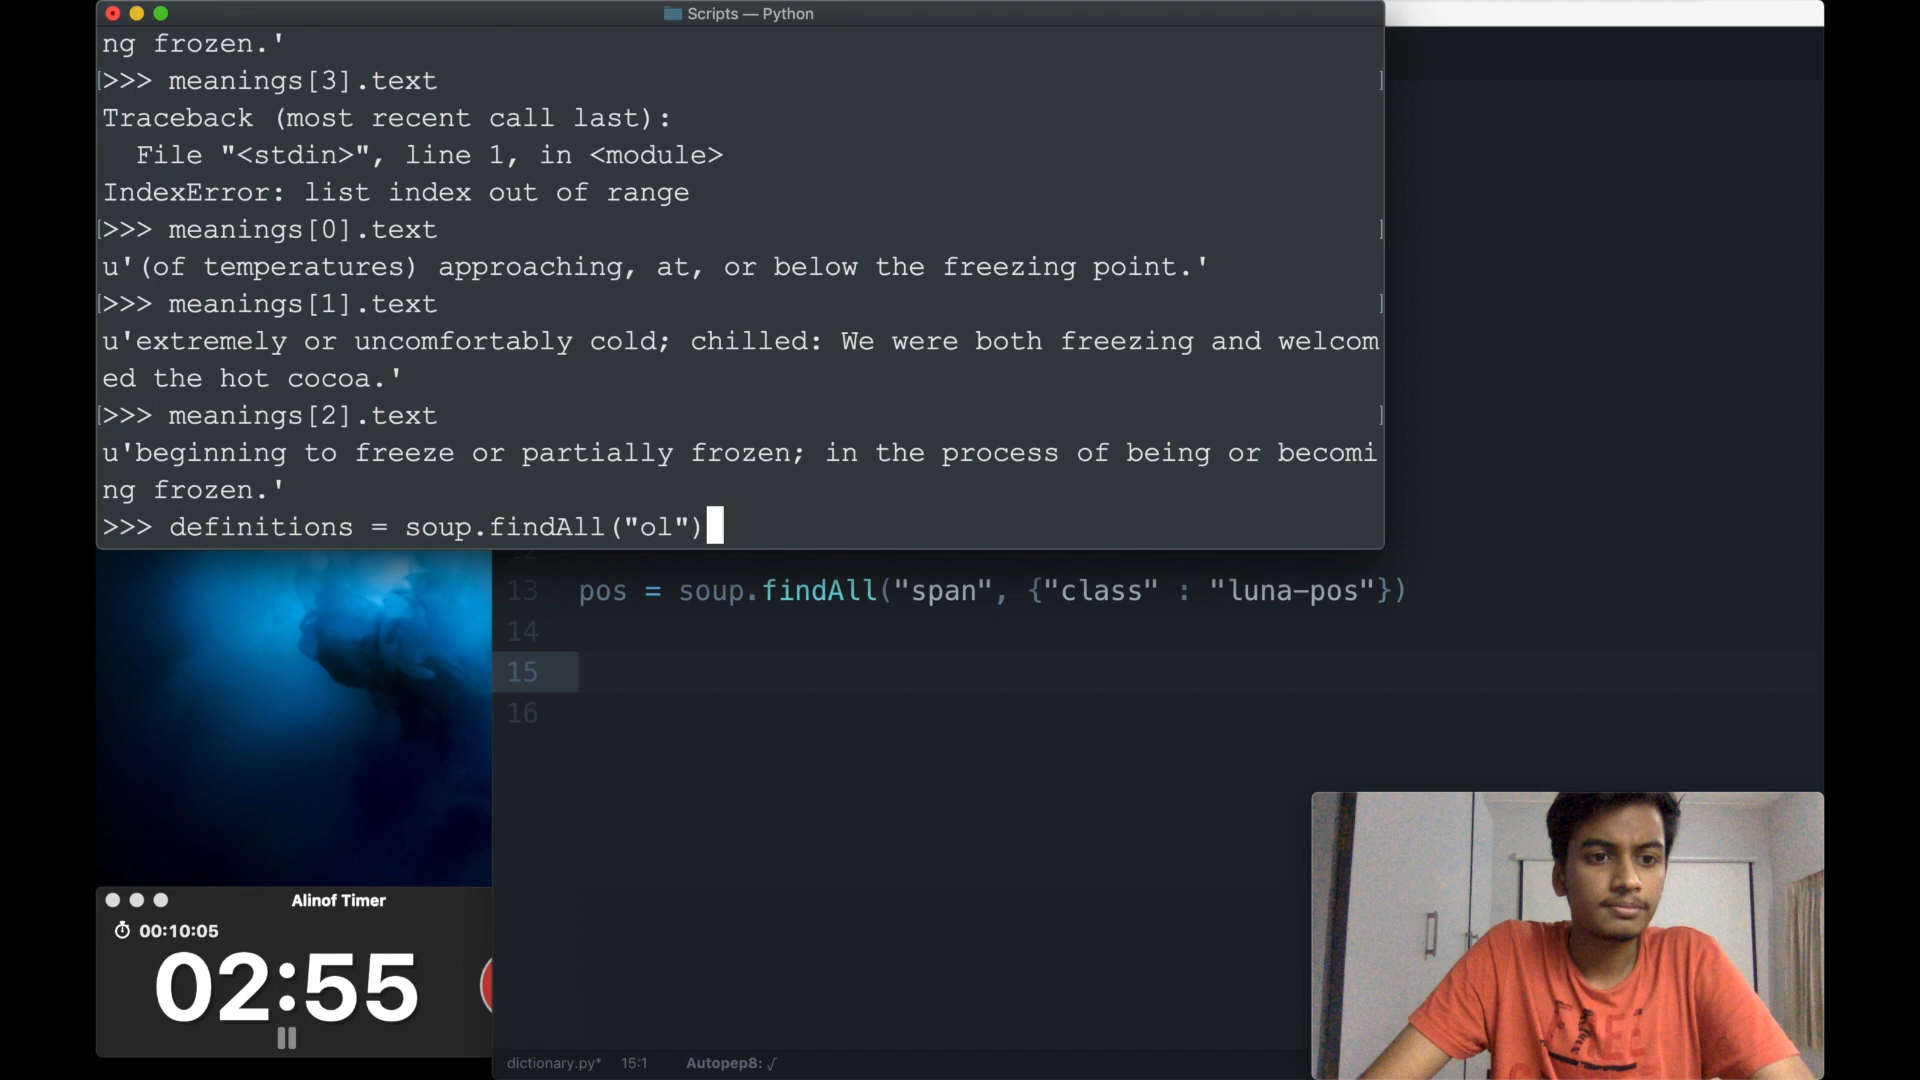 Scripts — Python
ng frozen.'
[>>> meanings[3].text ]
Traceback (most recent call last):
File "<stdin>", line 1, in <module>
IndexError: list index out of range
[>>> meanings[0].text ]
u'(of temperatures) approaching, at, or below the freezing point.'
[>>> meanings[1].text ]
u'extremely or uncomfortably cold; chilled: We were both freezing and welcom
ed the hot cocoa.'
[>>> meanings[2].text ]
u'beginning to freeze or partially frozen; in the process of being or becomi
ng frozen.'
>>> definitions = soup.findAll("ol")
13 pos = soup.findAll("span", {"class" : "luna-pos"})
14
15
16
Alinof Timer
00:10:05
02:55
dictionary.py* 15:1 Autopep8: √